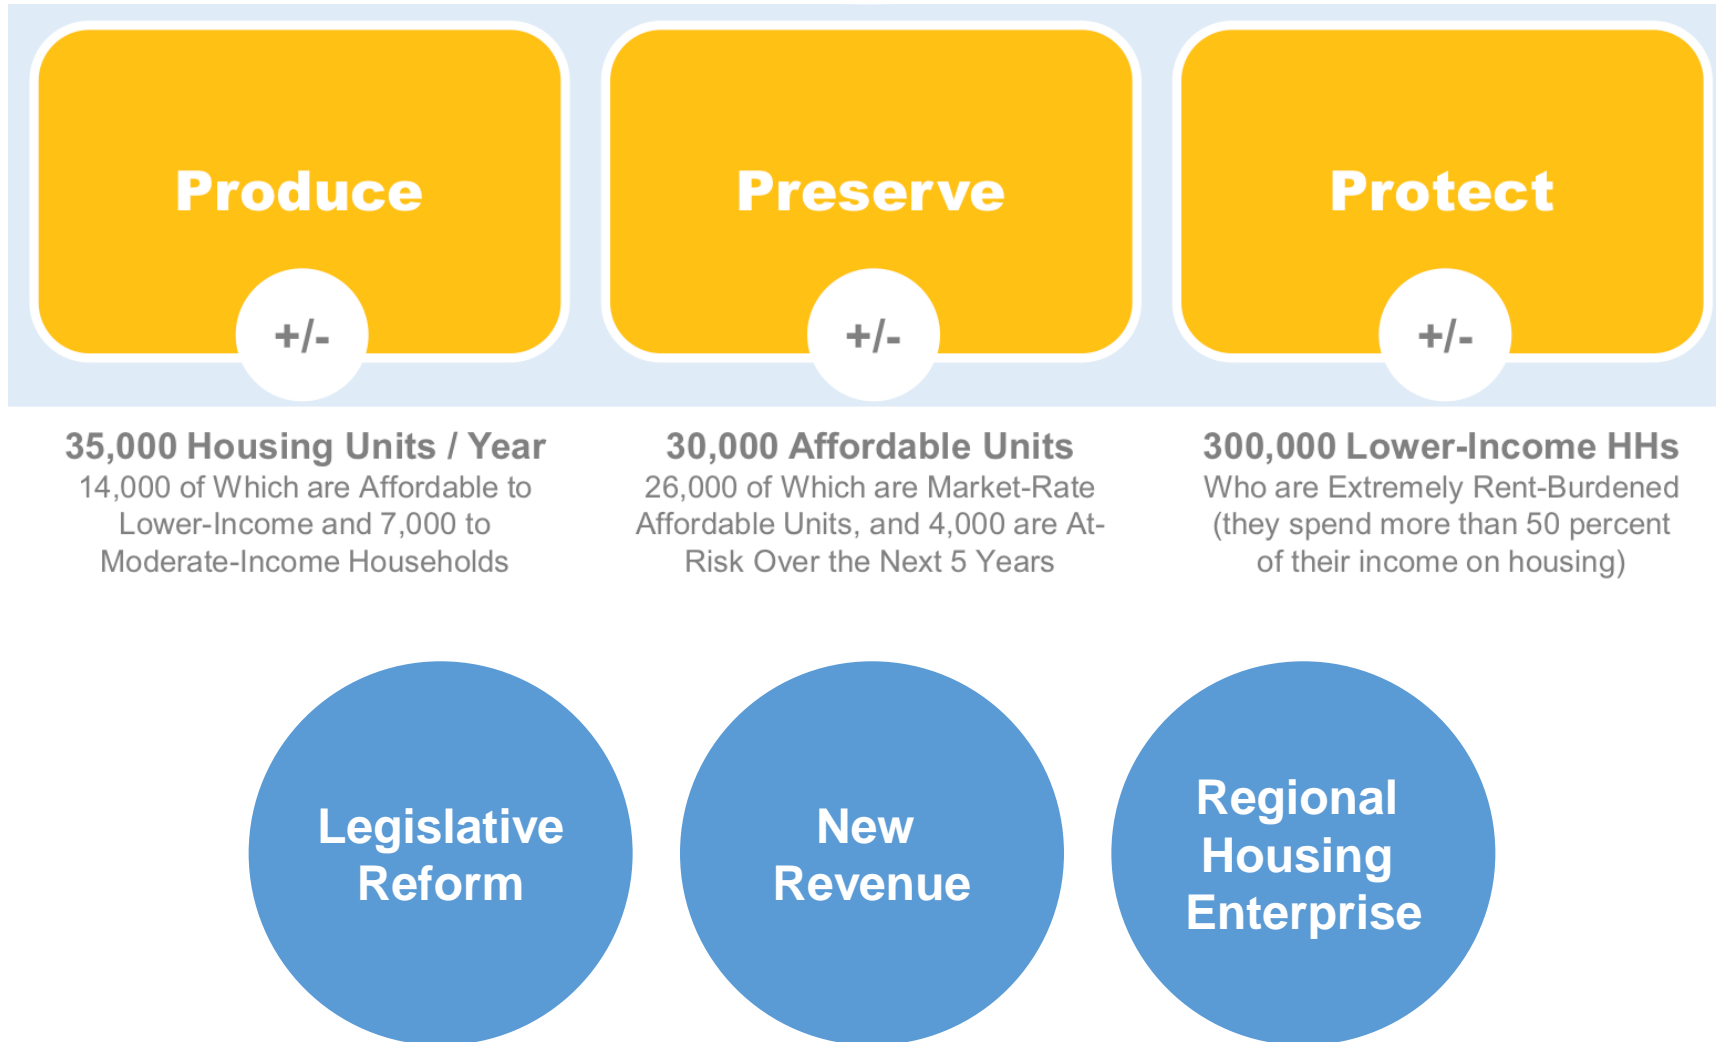 Produce
+/-
35,000 Housing Units / Year
14,000 of Which are Affordable to
Lower-Income and 7,000 to
Moderate-Income Households
Preserve
+/-
30,000 Affordable Units
26,000 of Which are Market-Rate
Affordable Units, and 4,000 are At-
Risk Over the Next 5 Years
Protect
+/-
300,000 Lower-Income HHs
Who are Extremely Rent-Burdened
(they spend more than 50 percent
of their income on housing)
Legislative
Reform
New
Revenue
Regional
Housing
Enterprise